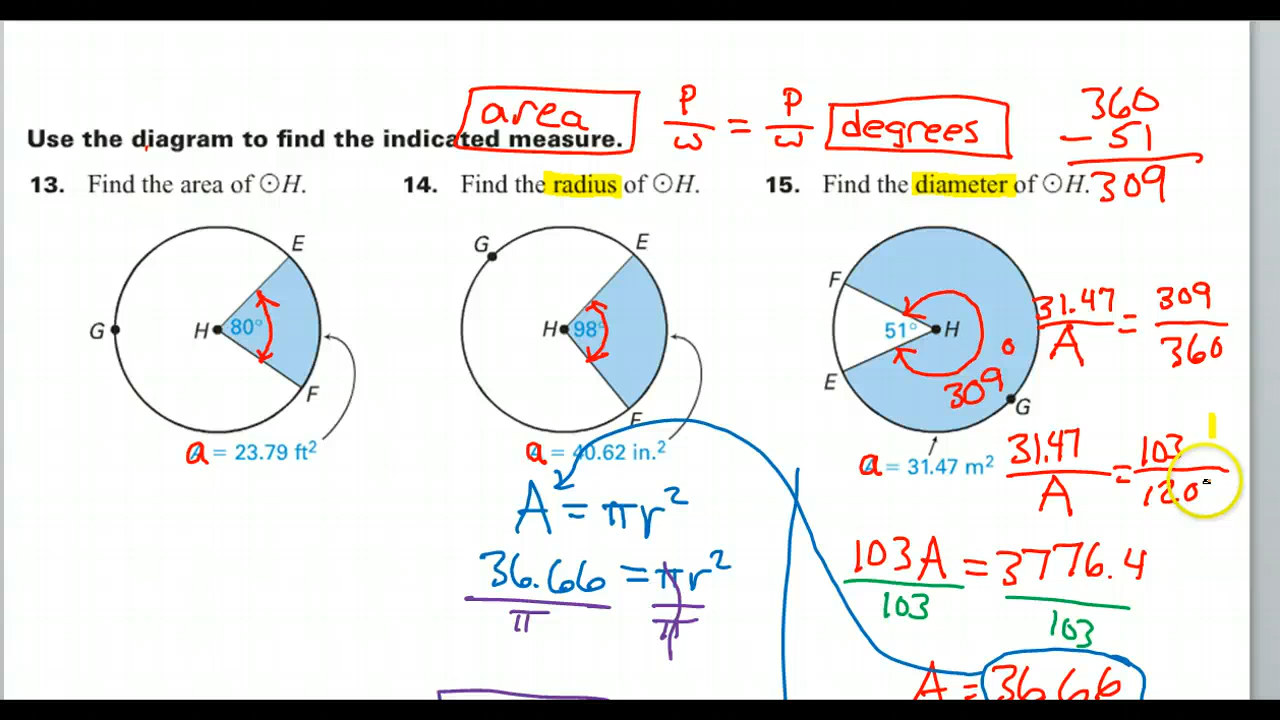 area P/w = P/w degrees
360
- 51
309
Use the diagram to find the indicated measure.
13. Find the area of ⊙H.
14. Find the radius of ⊙H.
15. Find the diameter of ⊙H.
E
G
H
80°
F
a = 23.79 ft²
G
E
H
98°
F
a = 40.62 in.²
F
51°
H
E
309°
G
a = 31.47 m²
31.47/A = 309/360
31.47/A = 103/120
A = πr²
36.66 = πr²
π π
103A = 3776.4
103 103
A = 36.66